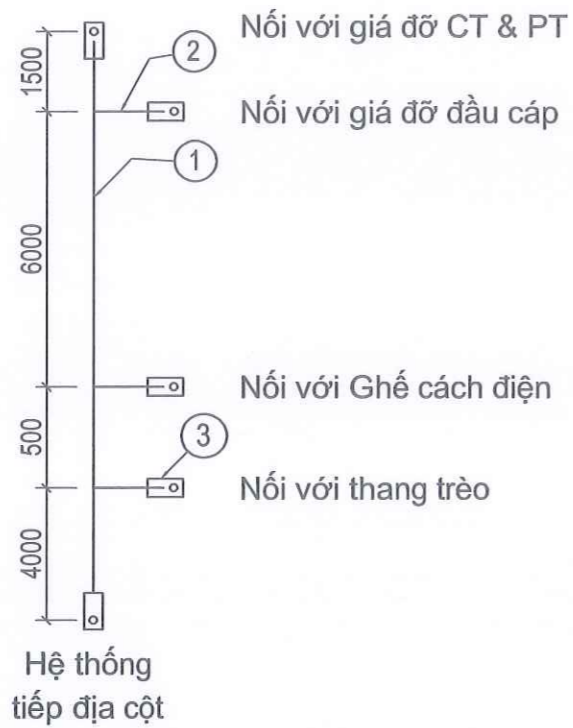 Nối với giá đỡ CT & PT
2
1500
Nối với giá đỡ đầu cáp
1
6000
Nối với Ghế cách điện
3
500
Nối với thang trèo
4000
Hệ thống
tiếp địa cột